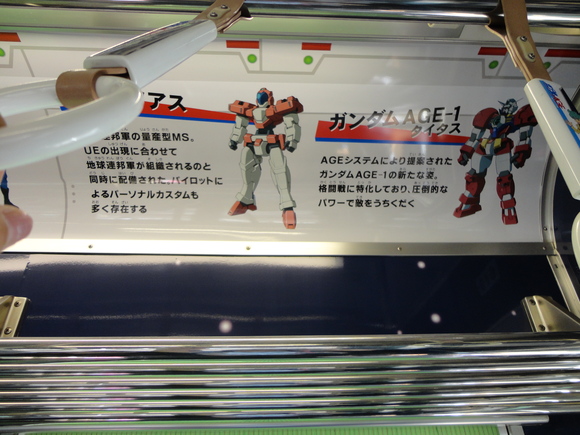 アス
邦軍の量産型MS。
UEの出現に合わせて
地球連邦軍が組織されるのと
同時に配備された。パイロットに
よるパーソナルカスタムも
多く存在する
ガンダムAGE-1
タイタス
AGEシステムにより提案された
ガンダムAGE-1の新たな姿。
格闘戦に特化しており、圧倒的な
パワーで敵をうちくだく